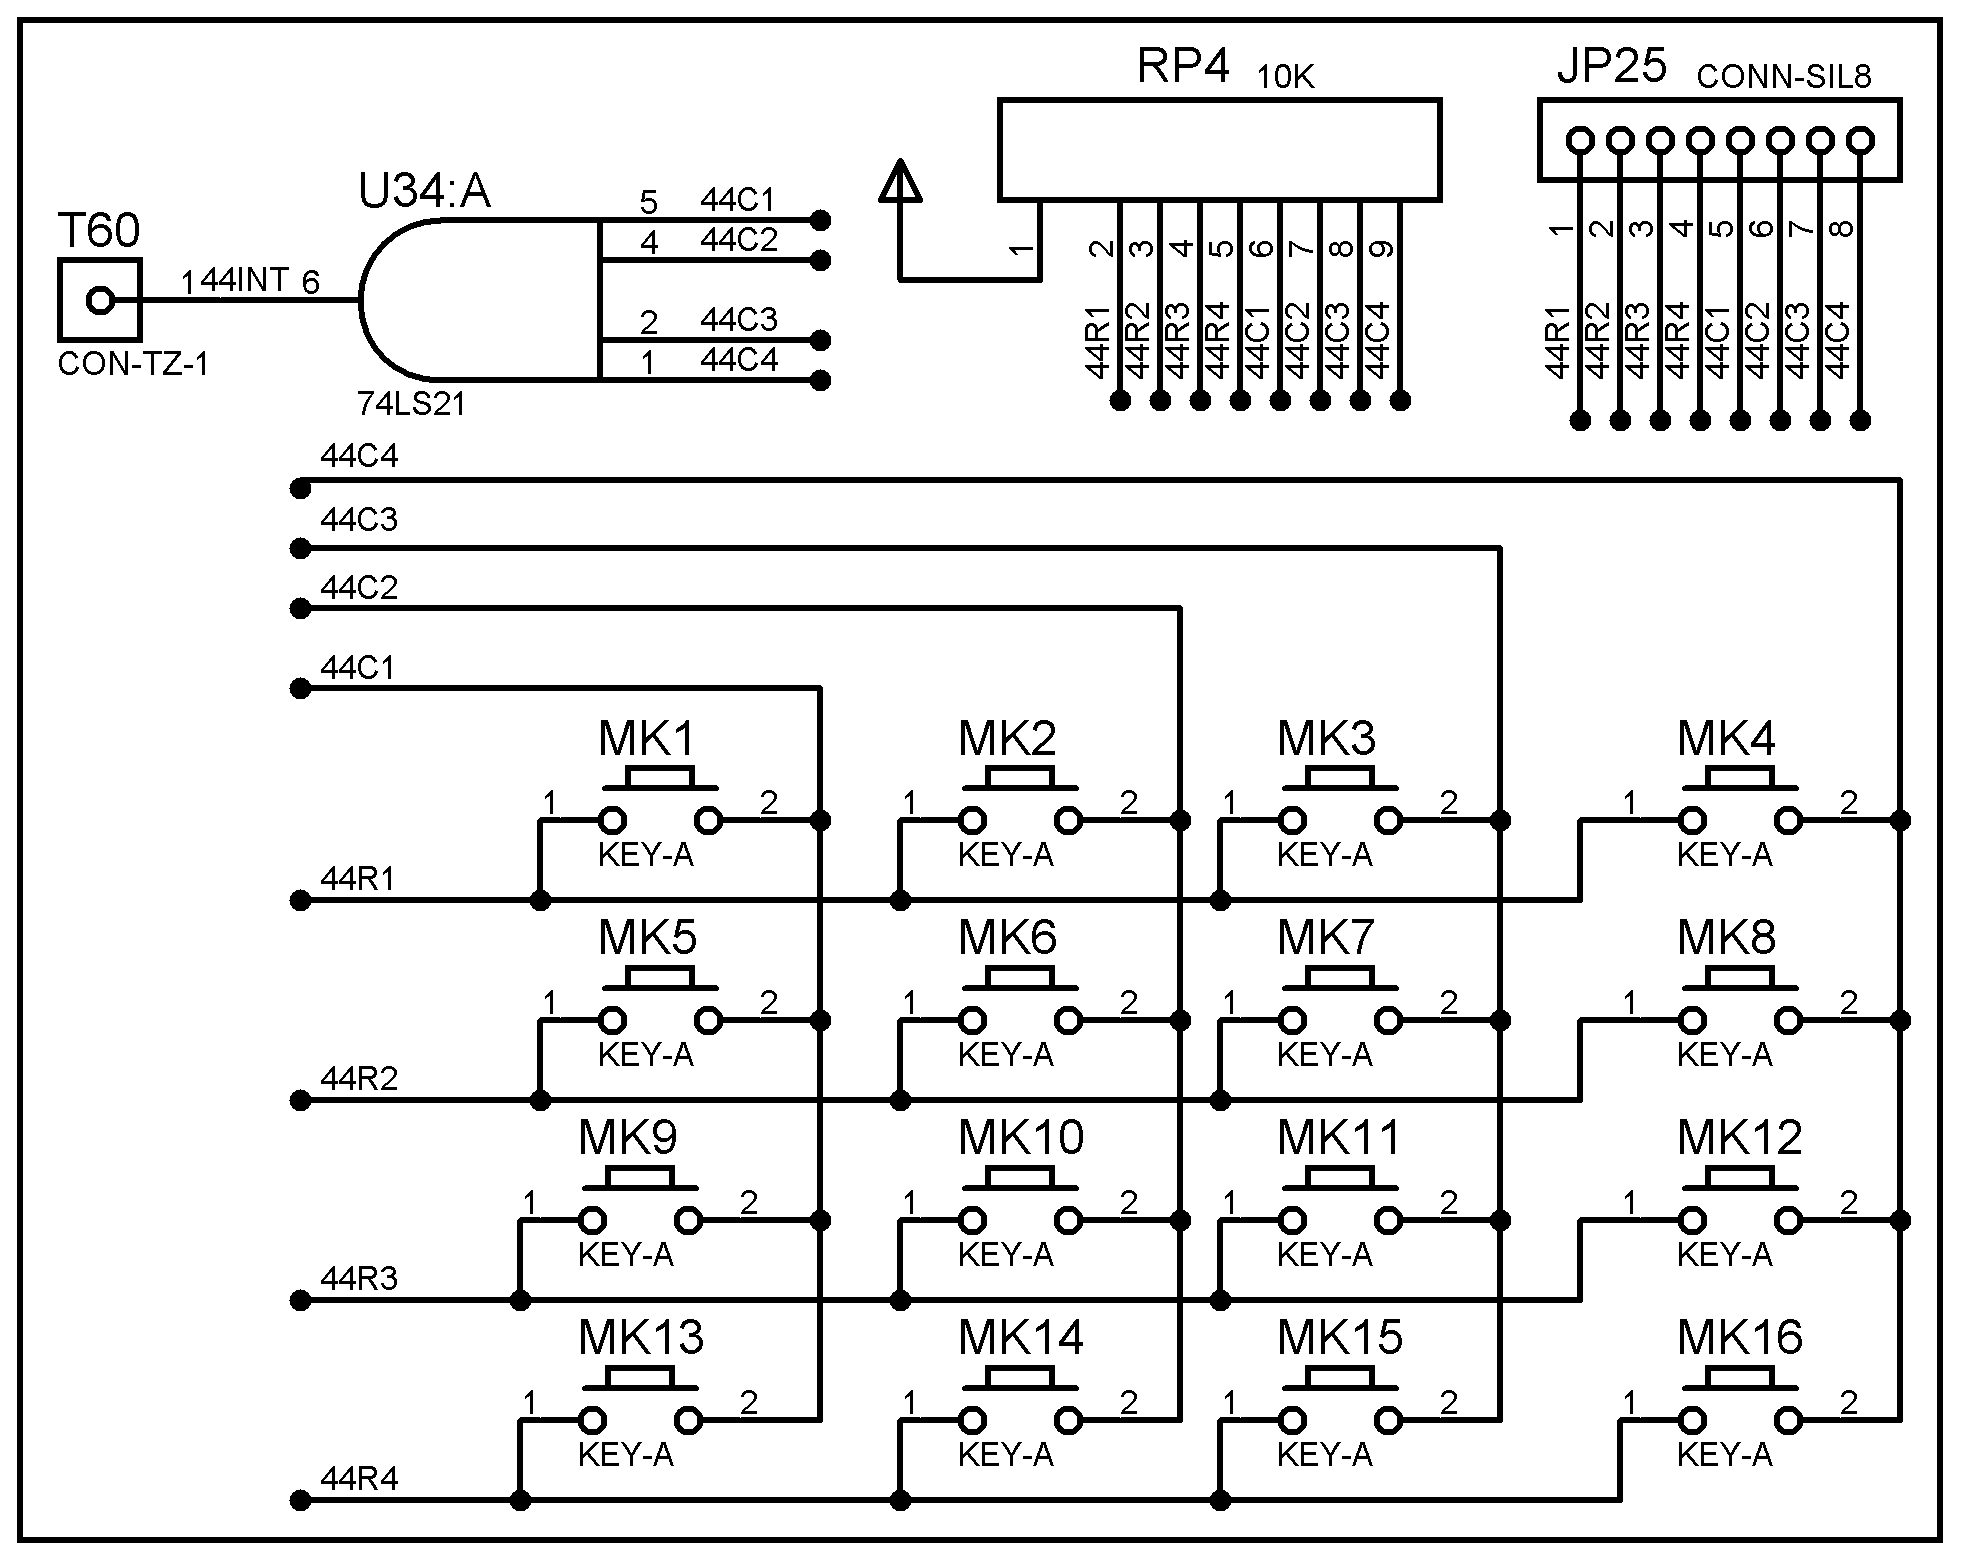 RP4 10K
JP25 CONN-SIL8
U34:A
T60
5 44C1
4 44C2
1 44INT 6
2 44C3
1 44C4
CON-TZ-1
74LS21
1 2 3 4 5 6 7 8 9
44R1 44R2 44R3 44R4 44C1 44C2 44C3 44C4
1 2 3 4 5 6 7 8
44R1 44R2 44R3 44R4 44C1 44C2 44C3 44C4
44C4
44C3
44C2
44C1
MK1 MK2 MK3 MK4
1 2 1 2 1 2 1 2
KEY-A KEY-A KEY-A KEY-A
44R1
MK5 MK6 MK7 MK8
1 2 1 2 1 2 1 2
KEY-A KEY-A KEY-A KEY-A
44R2
MK9 MK10 MK11 MK12
1 2 1 2 1 2 1 2
KEY-A KEY-A KEY-A KEY-A
44R3
MK13 MK14 MK15 MK16
1 2 1 2 1 2 1 2
KEY-A KEY-A KEY-A KEY-A
44R4